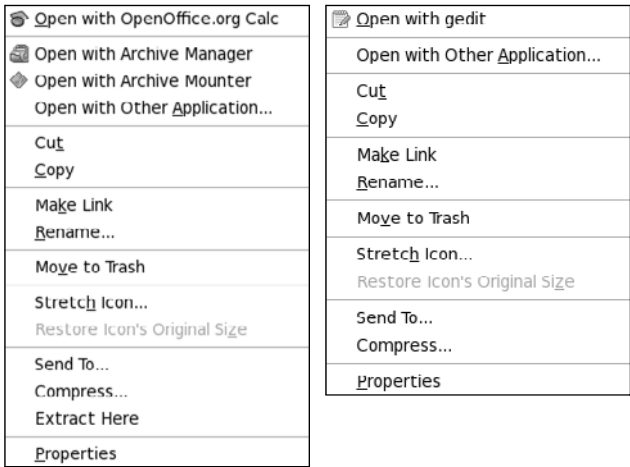 Open with OpenOffice.org Calc
Open with Archive Manager
Open with Archive Mounter
Open with Other Application...
Cut
Copy
Make Link
Rename...
Move to Trash
Stretch Icon...
Restore Icon's Original Size
Send To...
Compress...
Extract Here
Properties
Open with gedit
Open with Other Application...
Cut
Copy
Make Link
Rename...
Move to Trash
Stretch Icon...
Restore Icon's Original Size
Send To...
Compress...
Properties